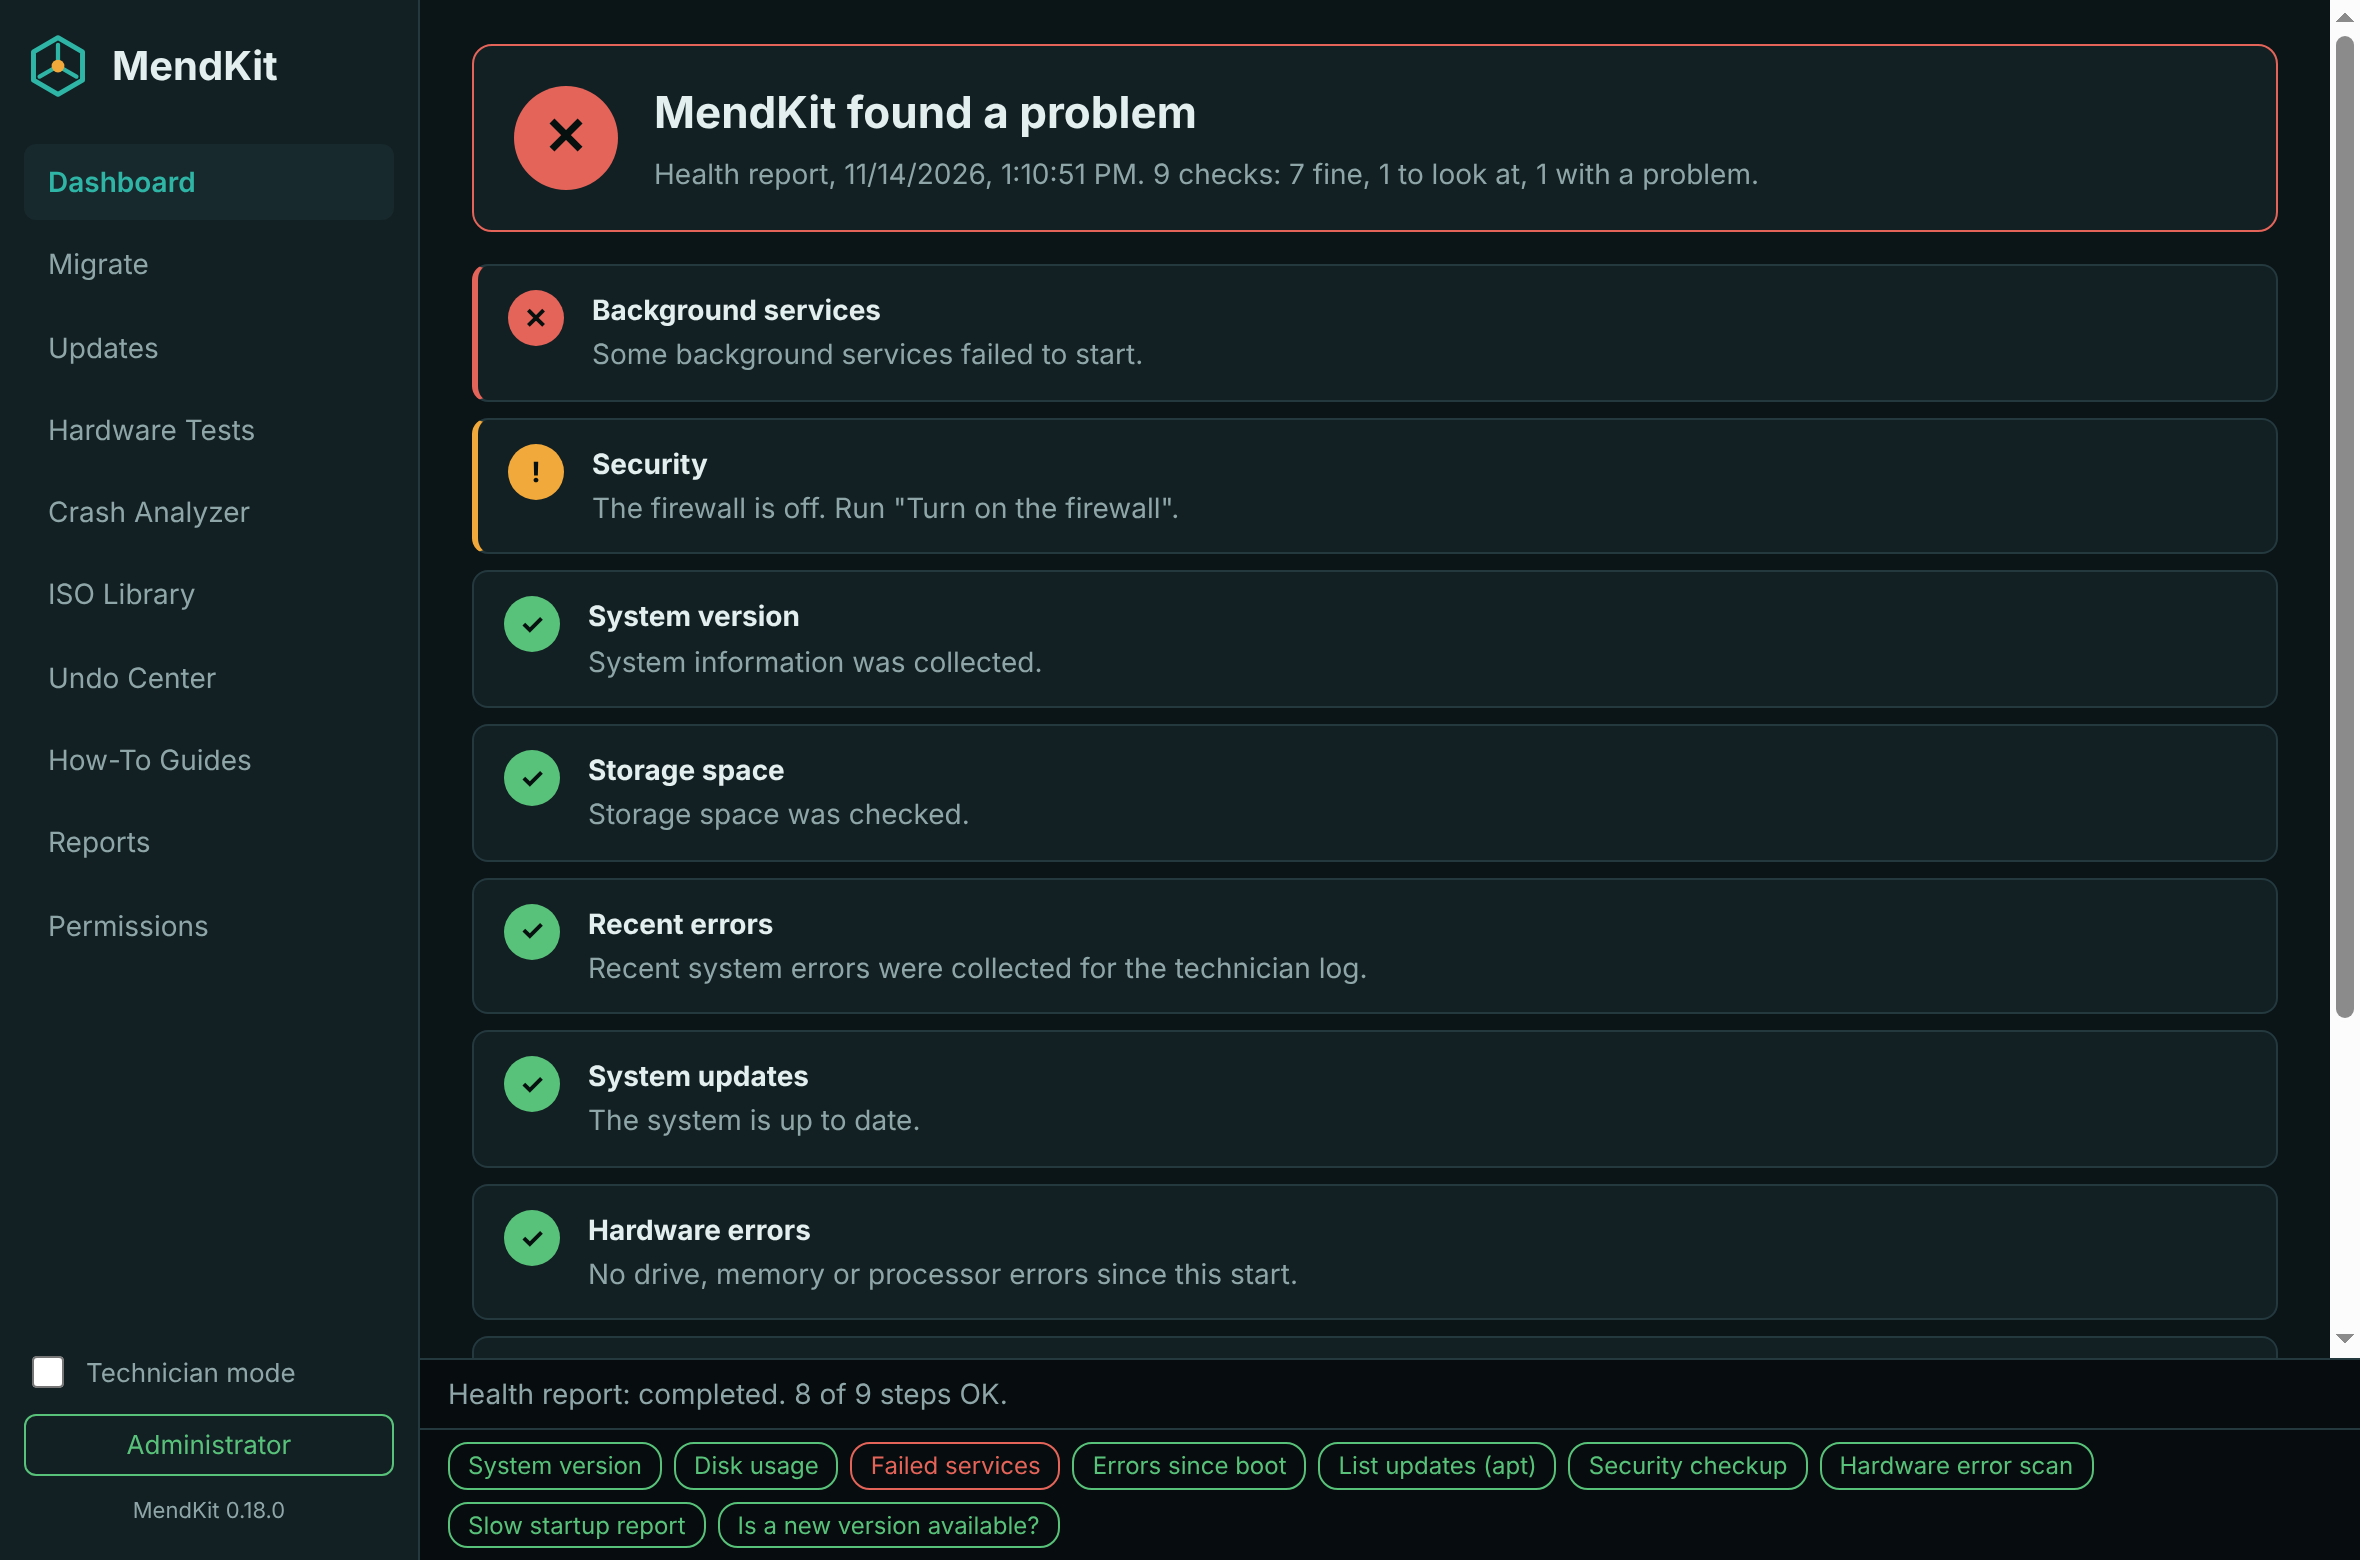 MendKit
Dashboard
Migrate
Updates
Hardware Tests
Crash Analyzer
ISO Library
Undo Center
How-To Guides
Reports
Permissions
Technician mode
Administrator
MendKit 0.18.0
MendKit found a problem
Health report, 11/14/2026, 1:10:51 PM. 9 checks: 7 fine, 1 to look at, 1 with a problem.
Background services
Some background services failed to start.
Security
The firewall is off. Run "Turn on the firewall".
System version
System information was collected.
Storage space
Storage space was checked.
Recent errors
Recent system errors were collected for the technician log.
System updates
The system is up to date.
Hardware errors
No drive, memory or processor errors since this start.
Health report: completed. 8 of 9 steps OK.
System version Disk usage Failed services Errors since boot List updates (apt) Security checkup Hardware error scan
Slow startup report Is a new version available?